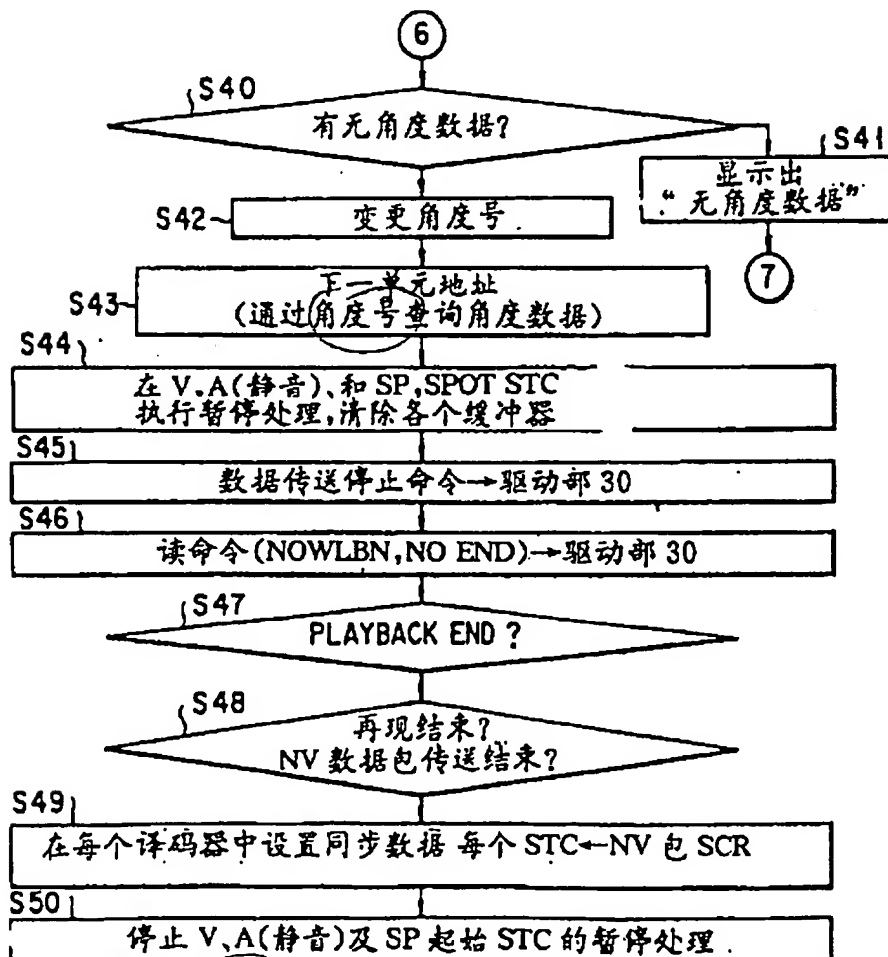 6
S40
有无角度数据?
S41
显示出
“无角度数据”
7
S42
变更角度号
S43
下一单元地址
(通过角度号查询角度数据)
S44
在 V、A(静音)、和 SP,SPOT STC
执行暂停处理,清除各个缓冲器
S45
数据传送停止命令→驱动部 30
S46
读命令(NOWLBN,NO END)→驱动部 30
S47
PLAYBACK END ?
S48
再现结束?
NV 数据包传送结束?
S49
在每个译码器中设置同步数据 每个 STC←NV 包 SCR
S50
停止 V、A(静音)及 SP 起始 STC 的暂停处理.